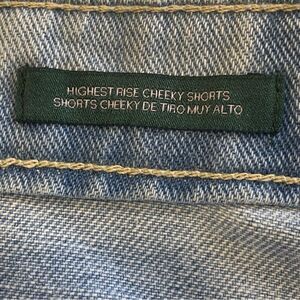 HIGHEST RISE CHEEKY SHORTS
SHORTS CHEEKY DE TIRO MUY ALTO